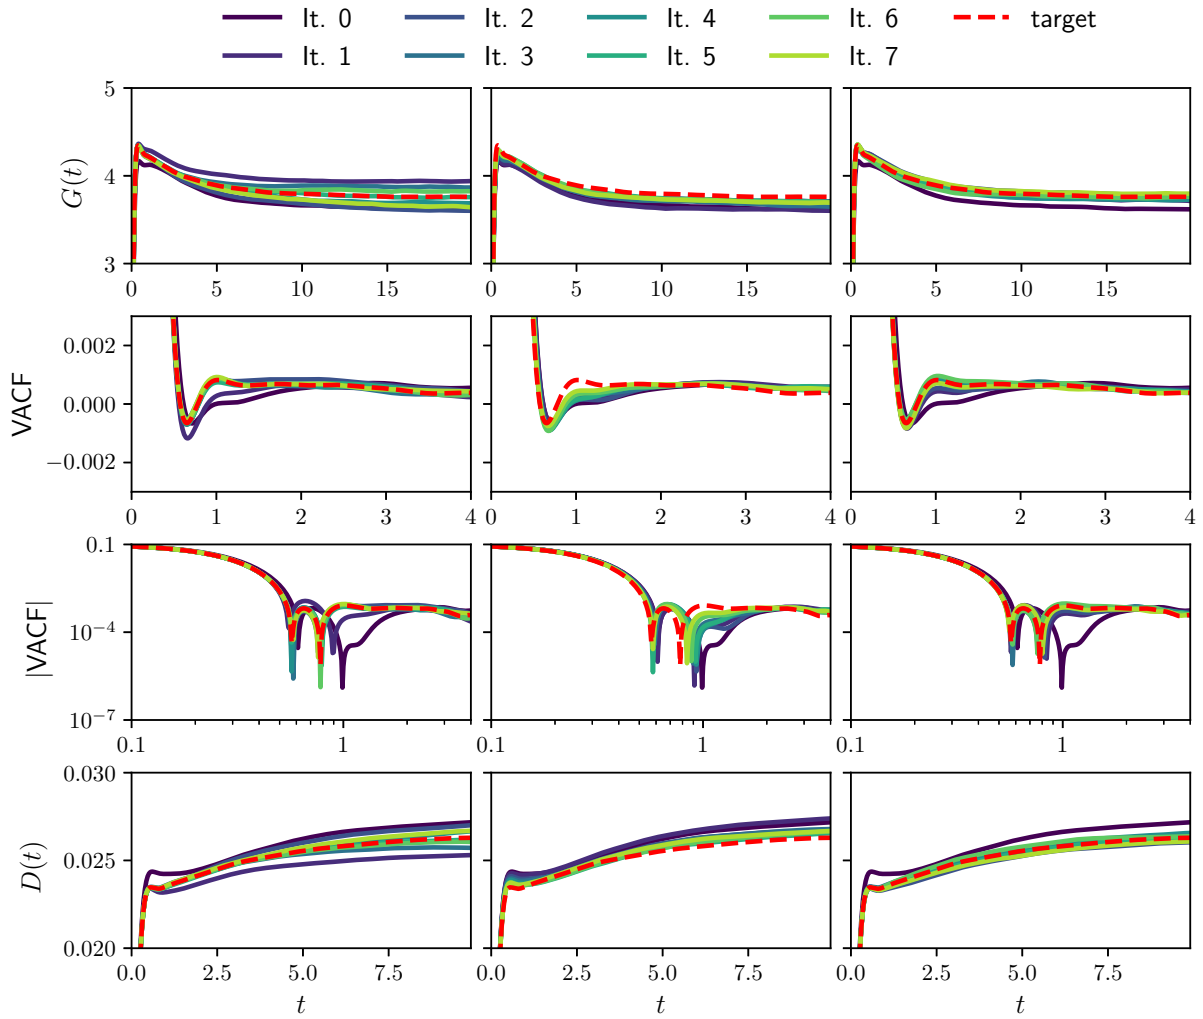 It. 0 It. 2 It. 4 It. 6 target
It. 1 It. 3 It. 5 It. 7
5
4
3
G(t)
0 5 10 15 0 5 10 15 0 5 10 15
0.002
0.000
−0.002
VACF
0 1 2 3 4 0 1 2 3 4 0 1 2 3 4
0.1
10⁻⁴
10⁻⁷
|VACF|
0.1 1 0.1 1 0.1 1
0.030
0.025
0.020
D(t)
0.0 2.5 5.0 7.5 0.0 2.5 5.0 7.5 0.0 2.5 5.0 7.5
t t t